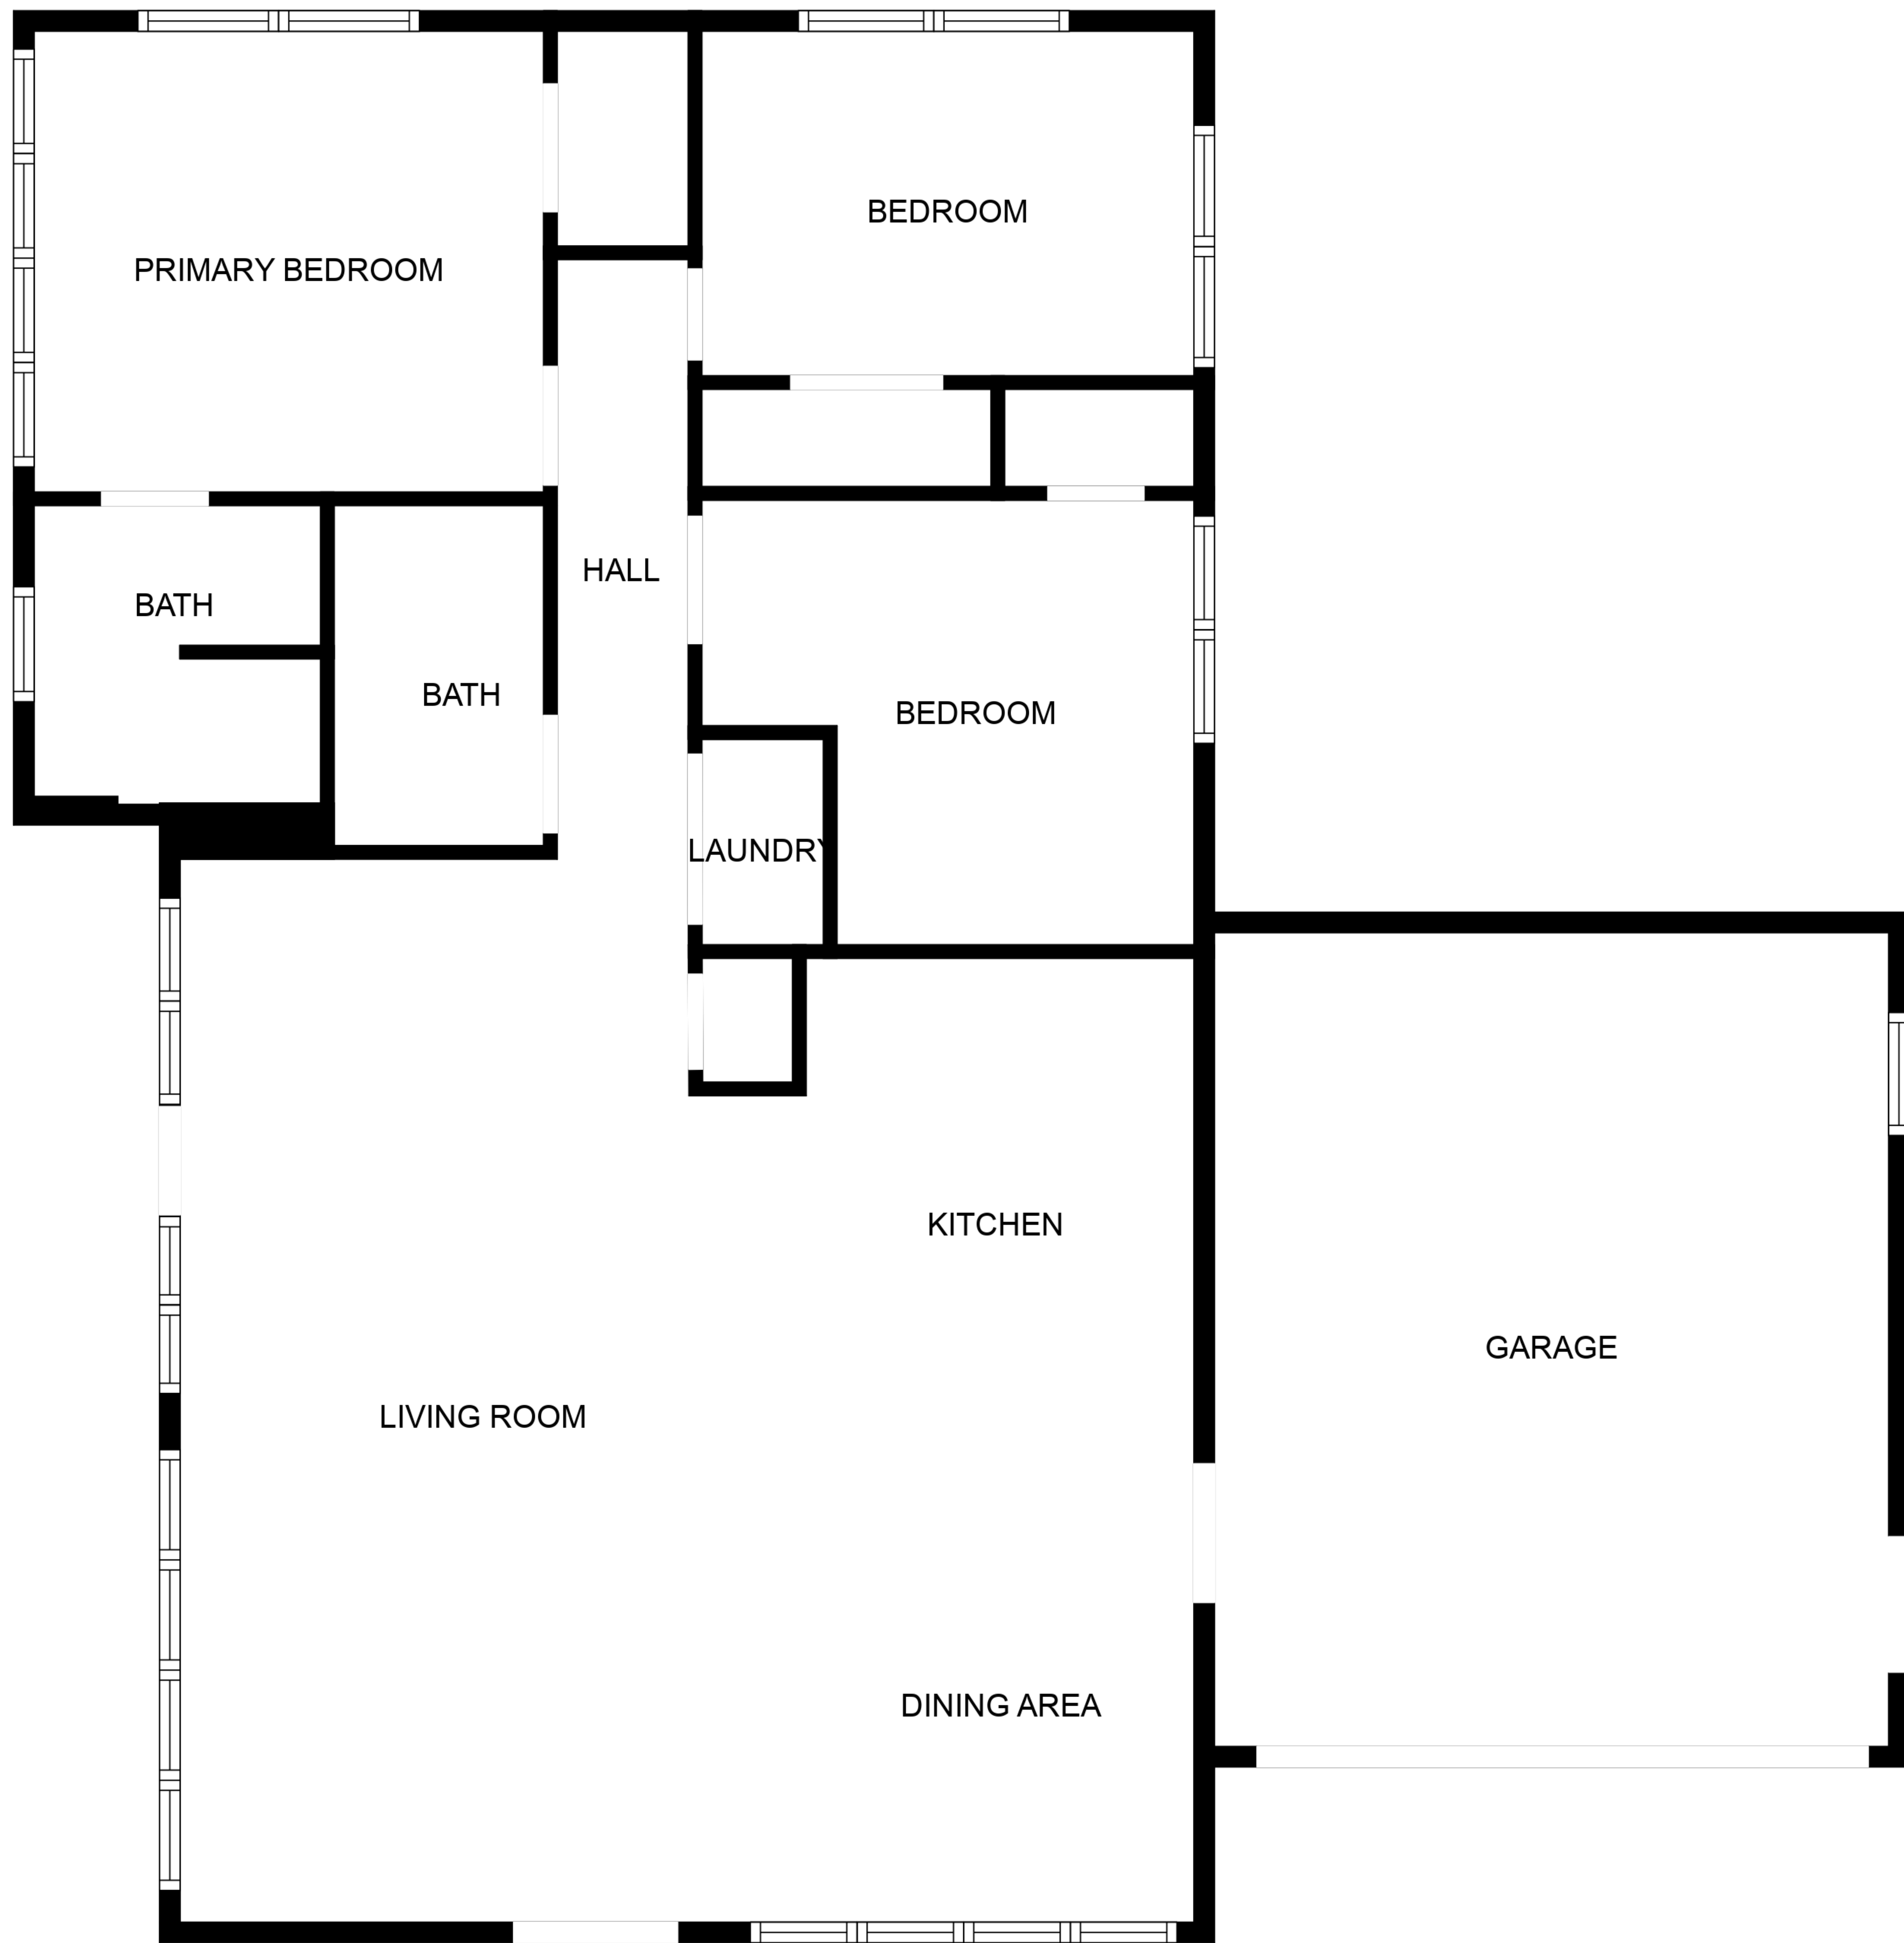 BEDROOM
PRIMARY BEDROOM
HALL
BATH
BATH
BEDROOM
LAUNDRY
KITCHEN
GARAGE
LIVING ROOM
DINING AREA